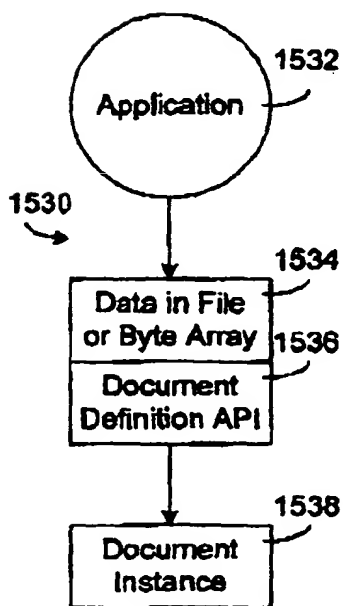 1532
Application
1530
1534
Data in File
or Byte Array
1536
Document
Definition API
1538
Document
Instance